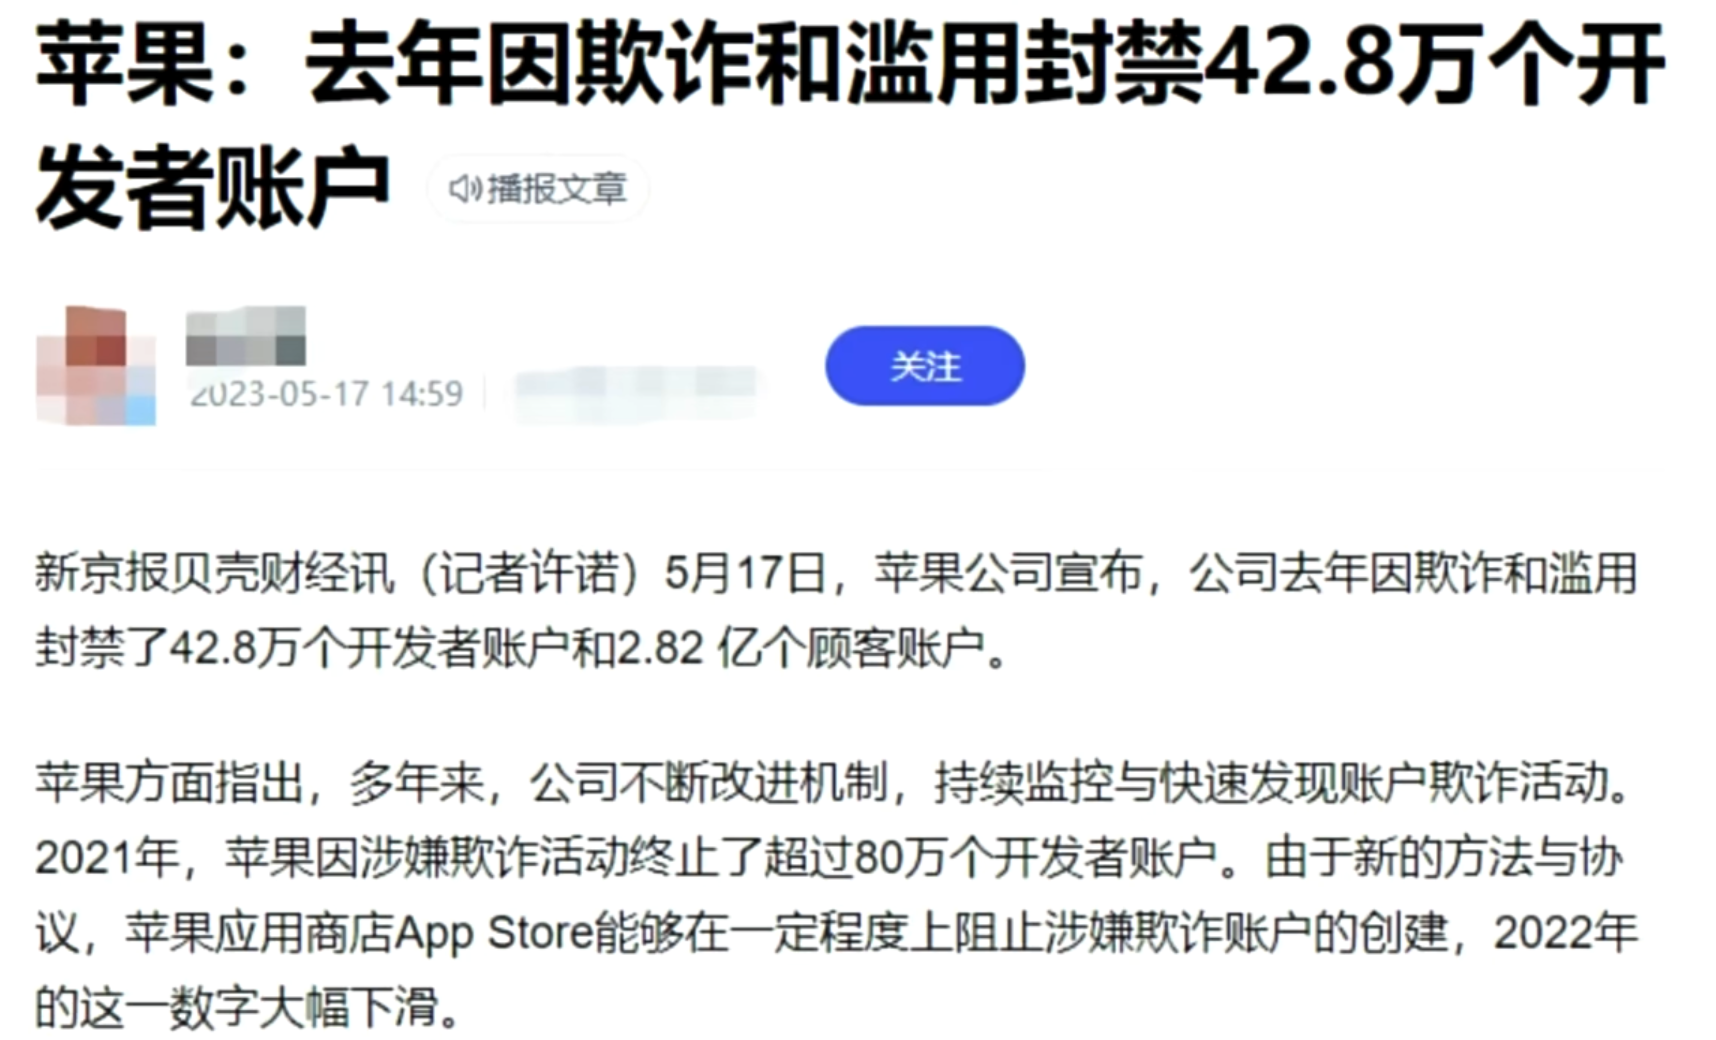 苹果：去年因欺诈和滥用封禁42.8万个开
发者账户
播报文章
2023-05-17 14:59
关注
新京报贝壳财经讯（记者许诺）5月17日，苹果公司宣布，公司去年因欺诈和滥用
封禁了42.8万个开发者账户和2.82 亿个顾客账户。
苹果方面指出，多年来，公司不断改进机制，持续监控与快速发现账户欺诈活动。
2021年，苹果因涉嫌欺诈活动终止了超过80万个开发者账户。由于新的方法与协
议，苹果应用商店App Store能够在一定程度上阻止涉嫌欺诈账户的创建，2022年
的这一数字大幅下滑。